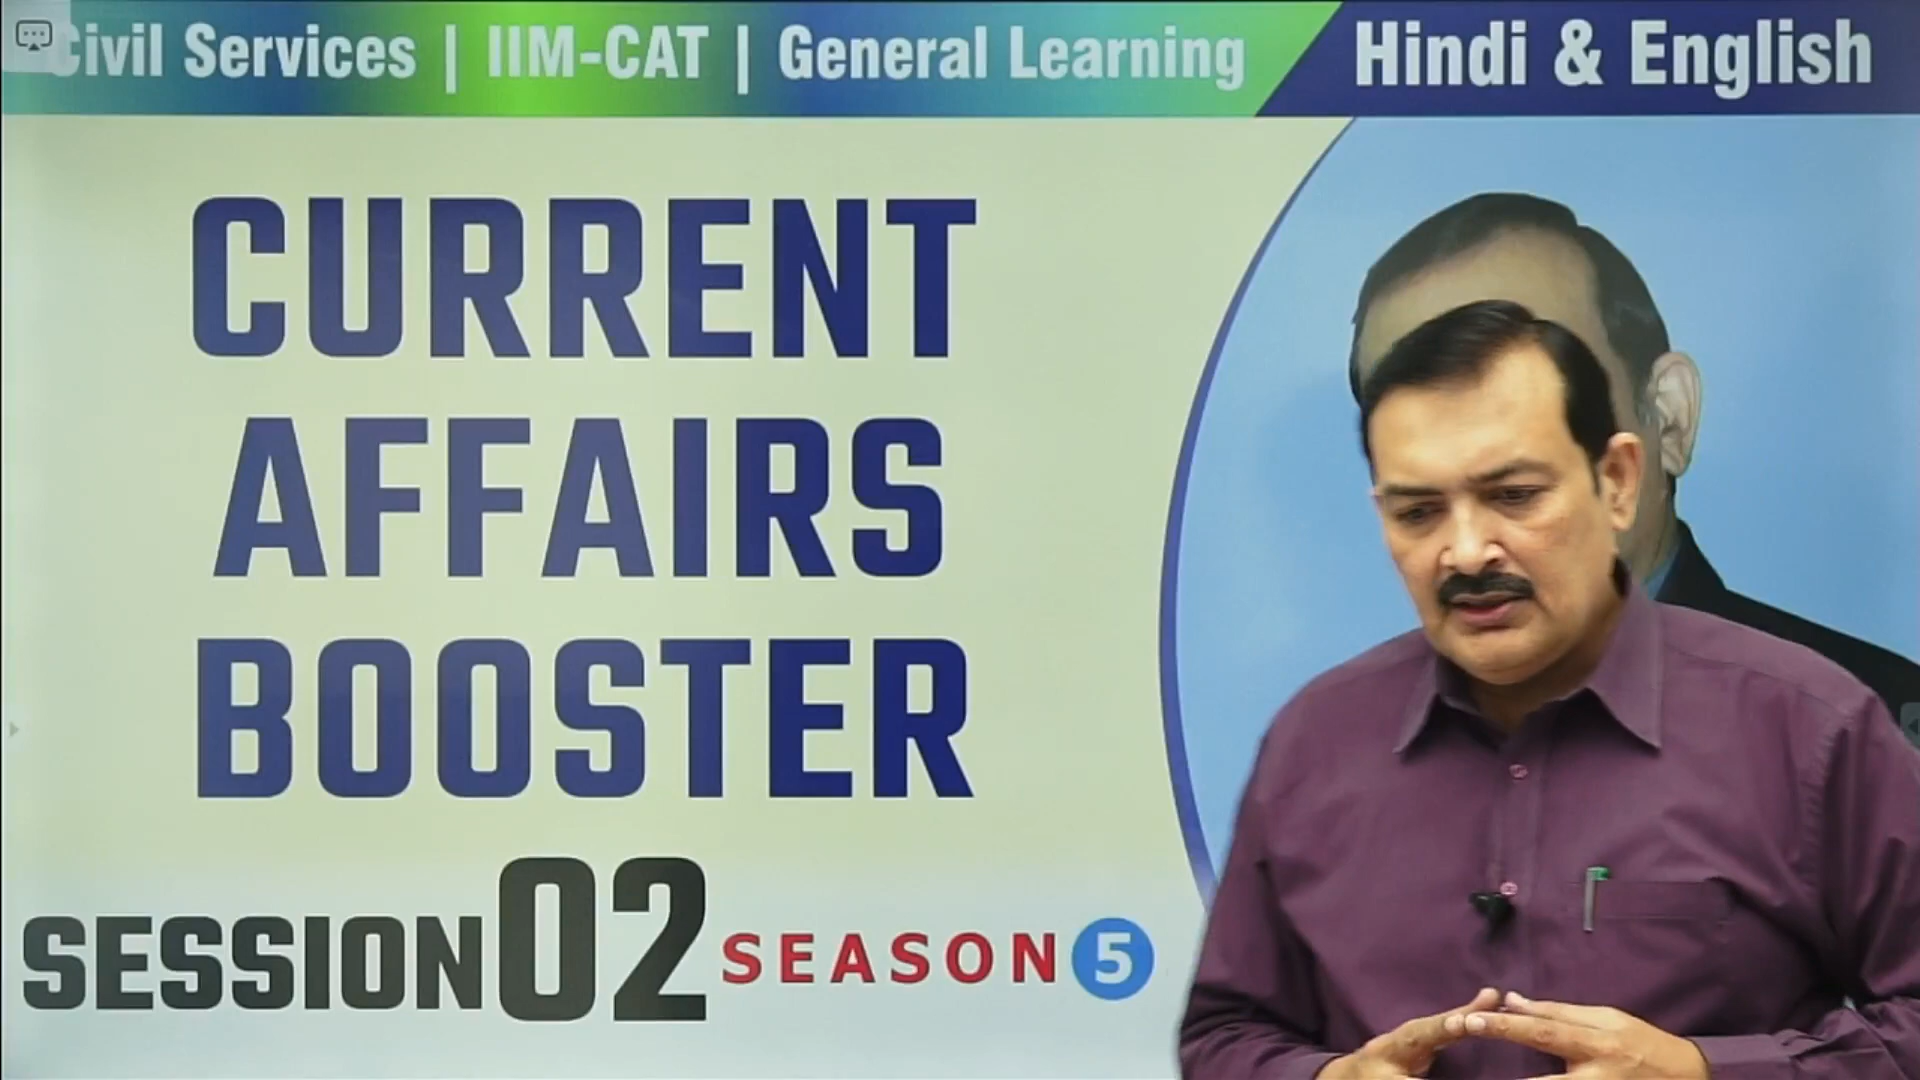 Civil Services | IIM-CAT | General Learning
Hindi & English
CURRENT
AFFAIRS
BOOSTER
SESSION 02 SEASON 5